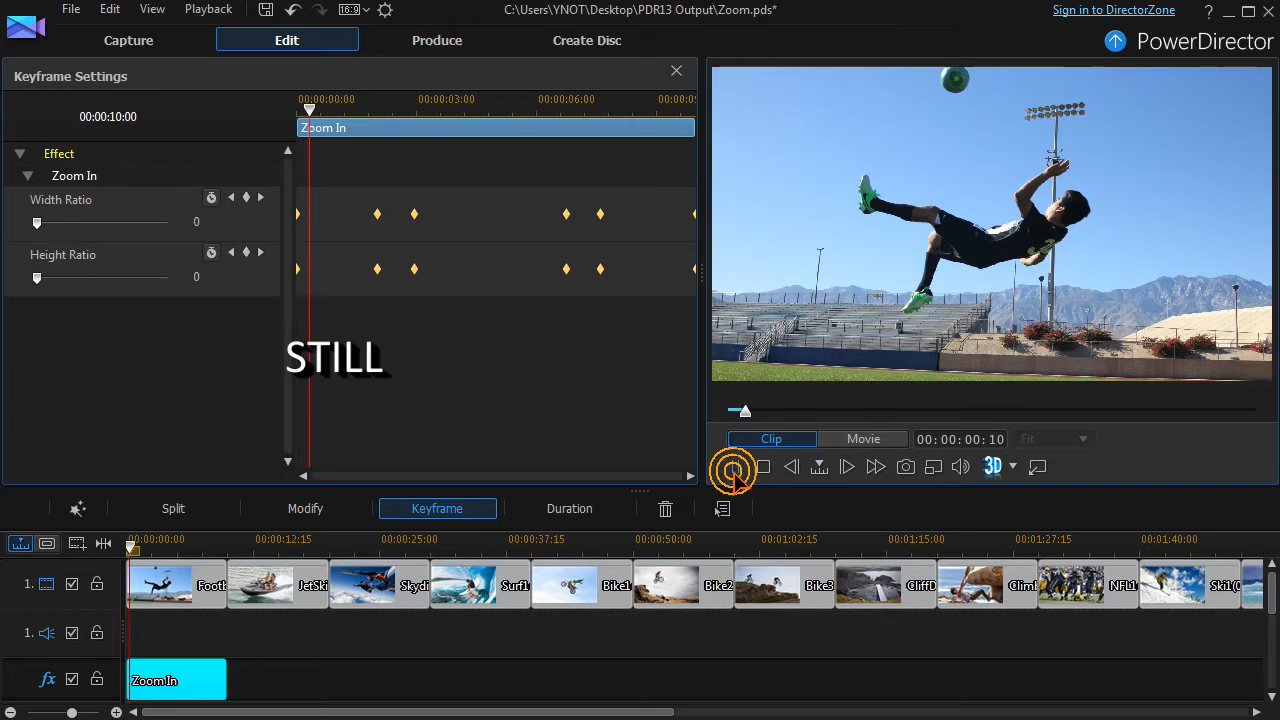 File Edit View Playback 16:9 C:\Users\YNOT\Desktop\PDR13 Output\Zoom.pds* Sign in to DirectorZone ?
Capture Edit Produce Create Disc PowerDirector
Keyframe Settings
00:00:10:00
00:00:00:00 00:00:03:00 00:00:06:00
Zoom In
Effect
Zoom In
Width Ratio
0
Height Ratio
0
STILL
Clip Movie 00:00:00:10 Fit
3D
Split Modify Keyframe Duration
00:00:00:00 00:00:12:15 00:00:25:00 00:00:37:15 00:00:50:00 00:01:02:15 00:01:15:00 00:01:27:15 00:01:40:00
1. Footl JetSki Skydi Surf1 Bike1 Bike2 Bike3 CliffD Climl NFL1 Ski1(
1.
fx Zoom In